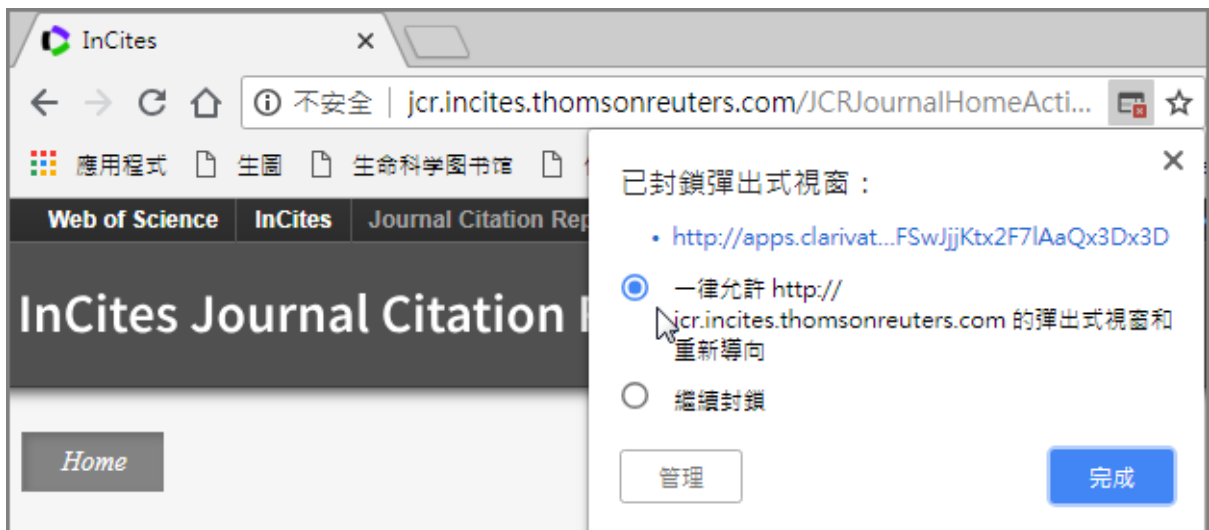 InCites
不安全 | jcr.incites.thomsonreuters.com/JCRJournalHomeActi...
應用程式 生圖 生命科学图书馆
Web of Science InCites Journal Citation Rep
InCites Journal Citation
Home
已封鎖彈出式視窗：
• http://apps.clarivat...FSwJjjKtx2F7lAaQx3Dx3D
一律允許 http://
jcr.incites.thomsonreuters.com 的彈出式視窗和
重新導向
繼續封鎖
管理 完成